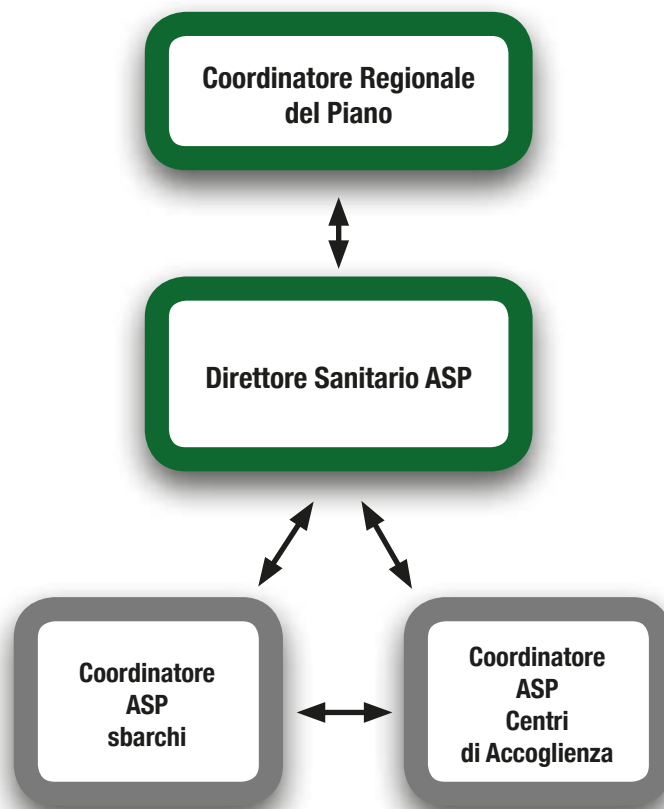 Coordinatore Regionale
del Piano
Direttore Sanitario ASP
Coordinatore
ASP
sbarchi
Coordinatore
ASP
Centri
di Accoglienza